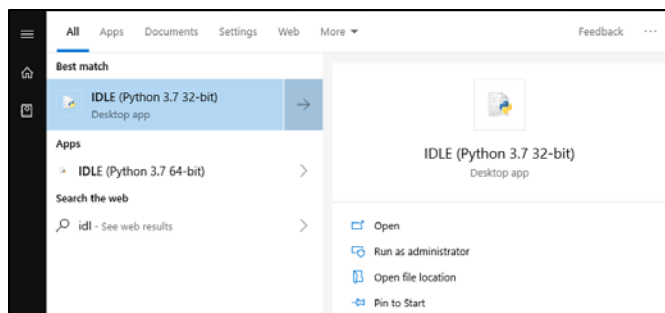 All Apps Documents Settings Web More Feedback ...
Best match
IDLE (Python 3.7 32-bit)
Desktop app
Apps
IDLE (Python 3.7 64-bit)
Search the web
idl - See web results
IDLE (Python 3.7 32-bit)
Desktop app
Open
Run as administrator
Open file location
Pin to Start